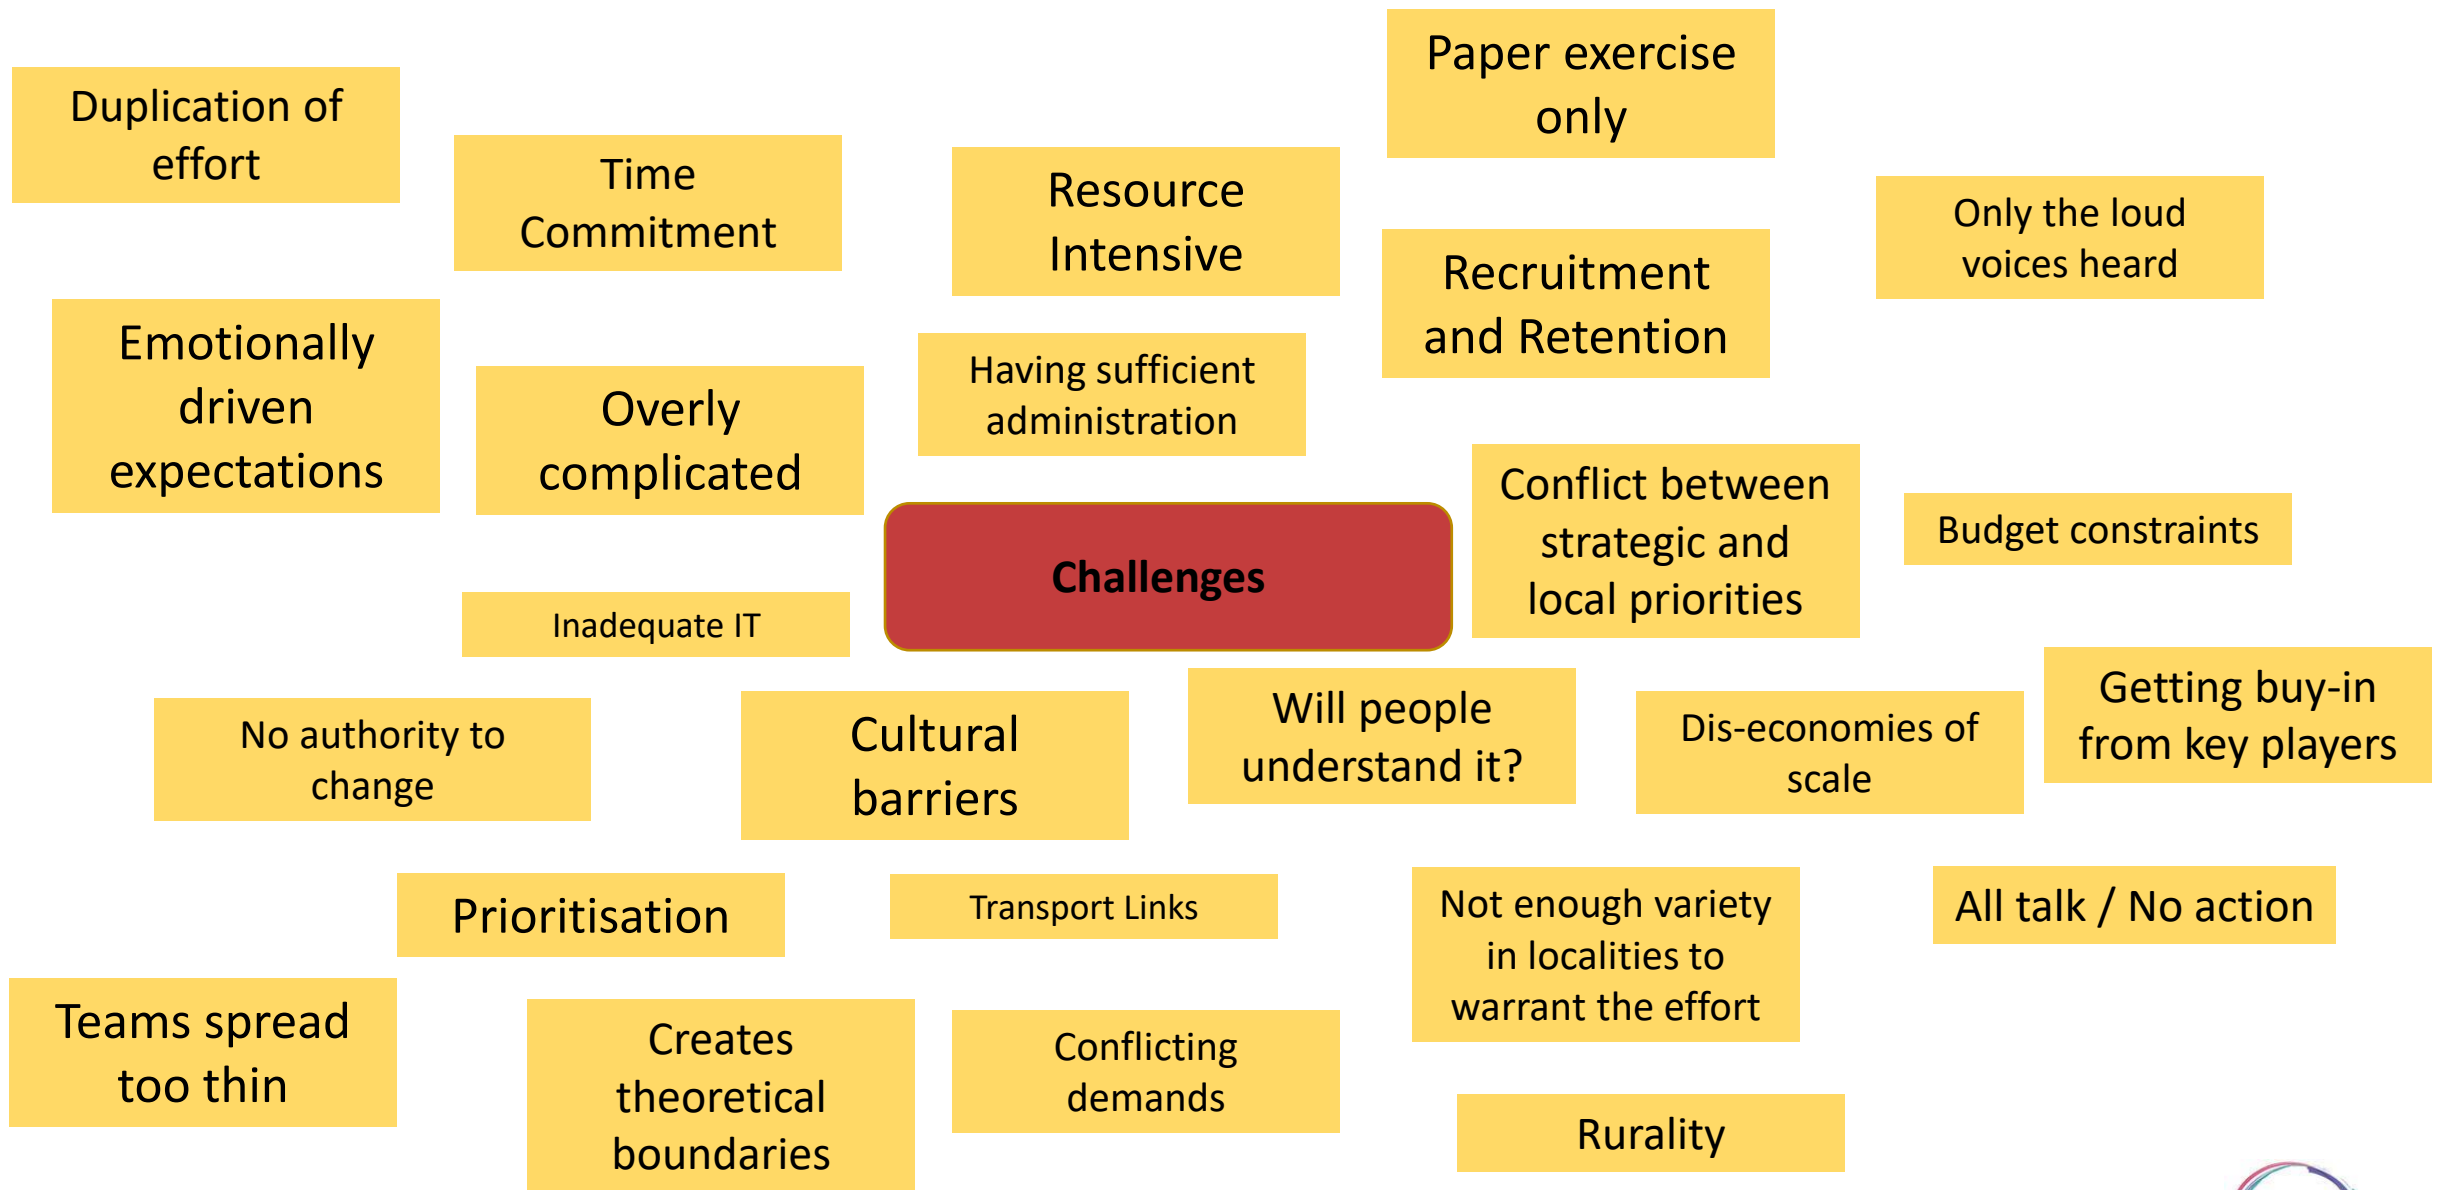 Paper exercise
only
Duplication of
effort
Time
Commitment
Resource
Intensive
Only the loud
voices heard
Recruitment
and Retention
Emotionally
driven
expectations
Having sufficient
administration
Overly
complicated
Conflict between
strategic and
local priorities
Budget constraints
Challenges
Inadequate IT
Getting buy-in
from key players
Will people
understand it?
No authority to
change
Cultural
barriers
Dis-economies of
scale
Prioritisation
Transport Links
Not enough variety
in localities to
warrant the effort
All talk / No action
Teams spread
too thin
Creates
theoretical
boundaries
Conflicting
demands
Rurality